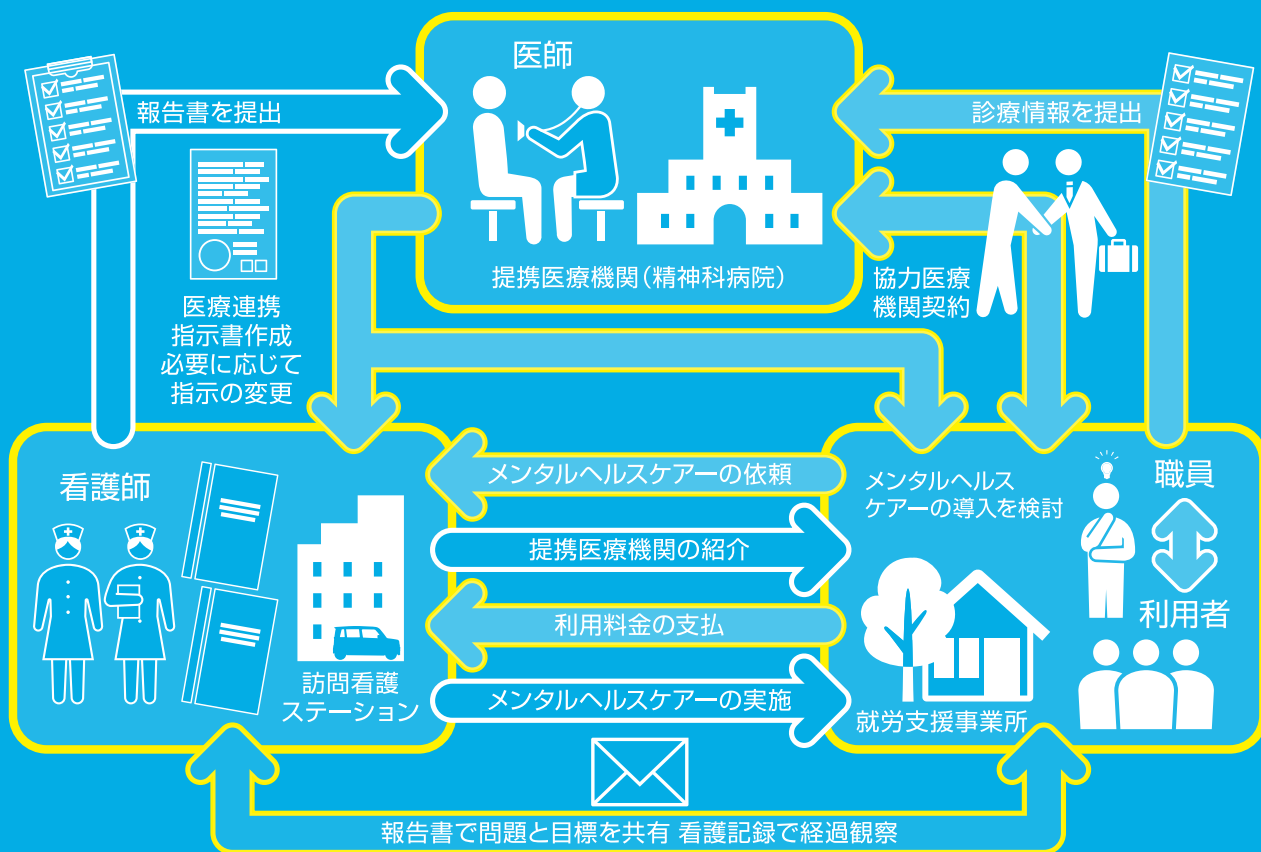 医師
報告書を提出
診療情報を提出
提携医療機関(精神科病院)
医療連携
指示書作成
必要に応じて
指示の変更
協力医療
機関契約
看護師
訪問看護
ステーション
メンタルヘルスケアーの依頼
提携医療機関の紹介
利用料金の支払
メンタルヘルスケアーの実施
メンタルヘルス
ケアーの導入を検討
職員
利用者
就労支援事業所
報告書で問題と目標を共有 看護記録で経過観察